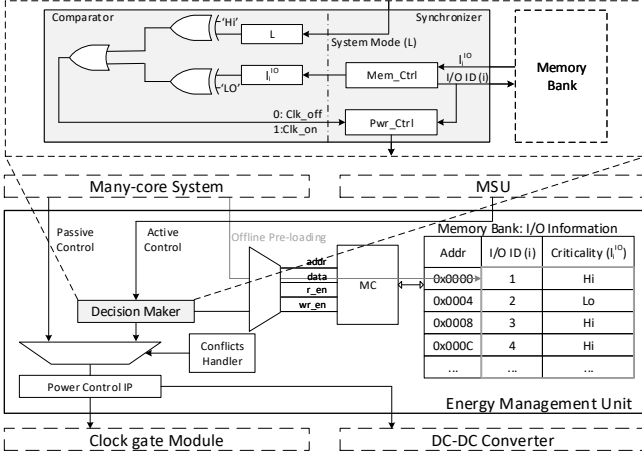 Comparator
Synchronizer
'Hi'
L
System Mode (L)
l_i^IO
l_i^IO
Mem_Ctrl
I/O ID (i)
Memory
Bank
'LO'
0: Clk_off
1:Clk_on
Pwr_Ctrl
Many-core System
MSU
Passive
Control
Active
Control
Offline Pre-loading
Memory Bank: I/O Information
Addr I/O ID (i) Criticality (l_i^IO)
0x0000 1 Hi
0x0004 2 Lo
0x0008 3 Hi
0x000C 4 Hi
... ... ...
addr
data
r_en
wr_en
MC
Decision Maker
Conflicts
Handler
Power Control IP
Energy Management Unit
Clock gate Module
DC-DC Converter